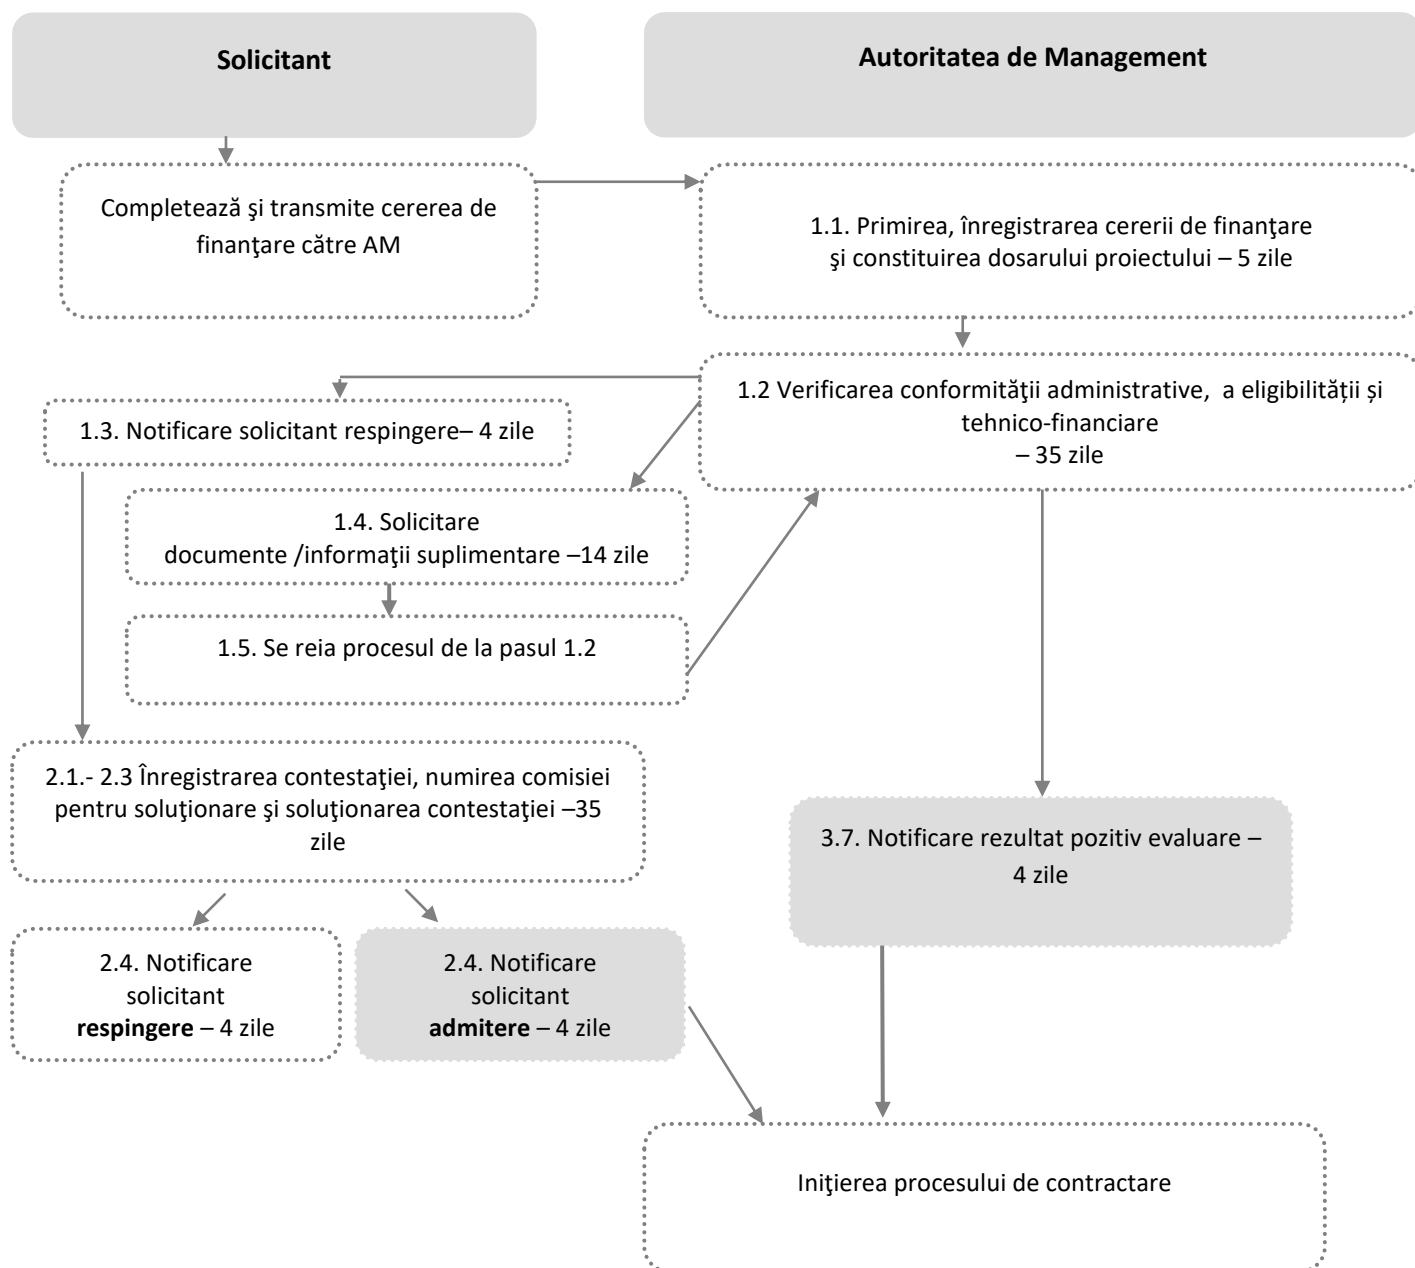 Solicitant
Autoritatea de Management
Completează şi transmite cererea de
finanţare către AM
1.1. Primirea, înregistrarea cererii de finanţare
şi constituirea dosarului proiectului – 5 zile
1.2 Verificarea conformităţii administrative,  a eligibilității și
tehnico-financiare
– 35 zile
1.3. Notificare solicitant respingere– 4 zile
1.4. Solicitare
documente /informaţii suplimentare –14 zile
1.5. Se reia procesul de la pasul 1.2
2.1.- 2.3 Înregistrarea contestaţiei, numirea comisiei
pentru soluţionare şi soluţionarea contestaţiei –35
zile
3.7. Notificare rezultat pozitiv evaluare –
4 zile
2.4. Notificare
solicitant
respingere – 4 zile
2.4. Notificare
solicitant
admitere – 4 zile
Iniţierea procesului de contractare